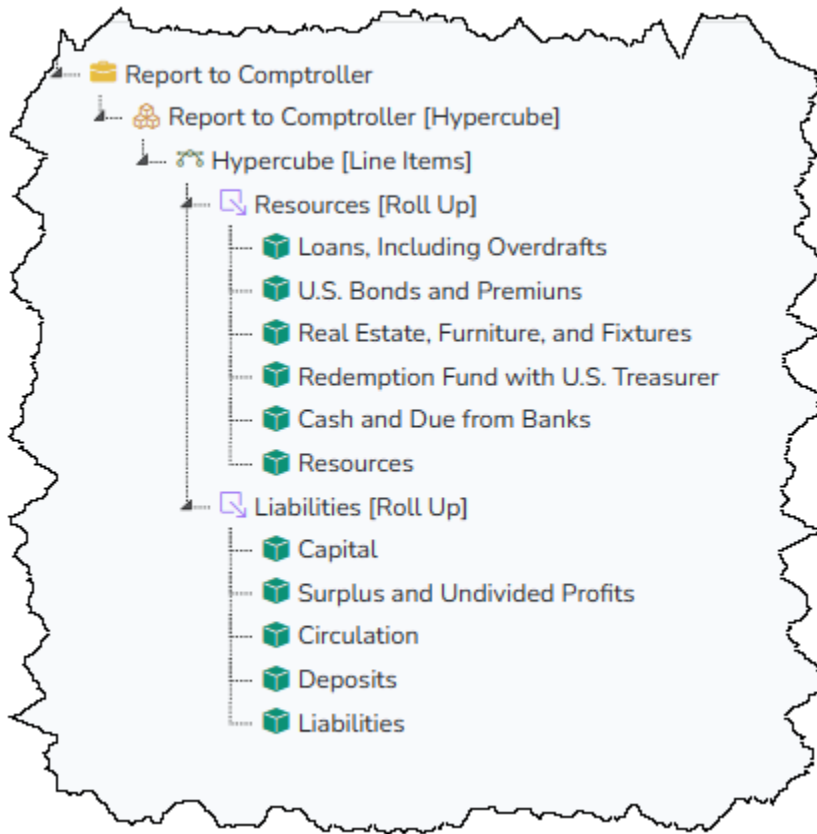 Report to Comptroller
Report to Comptroller [Hypercube]
Hypercube [Line Items]
Resources [Roll Up]
Loans, Including Overdrafts
U.S. Bonds and Premiuns
Real Estate, Furniture, and Fixtures
Redemption Fund with U.S. Treasurer
Cash and Due from Banks
Resources
Liabilities [Roll Up]
Capital
Surplus and Undivided Profits
Circulation
Deposits
Liabilities